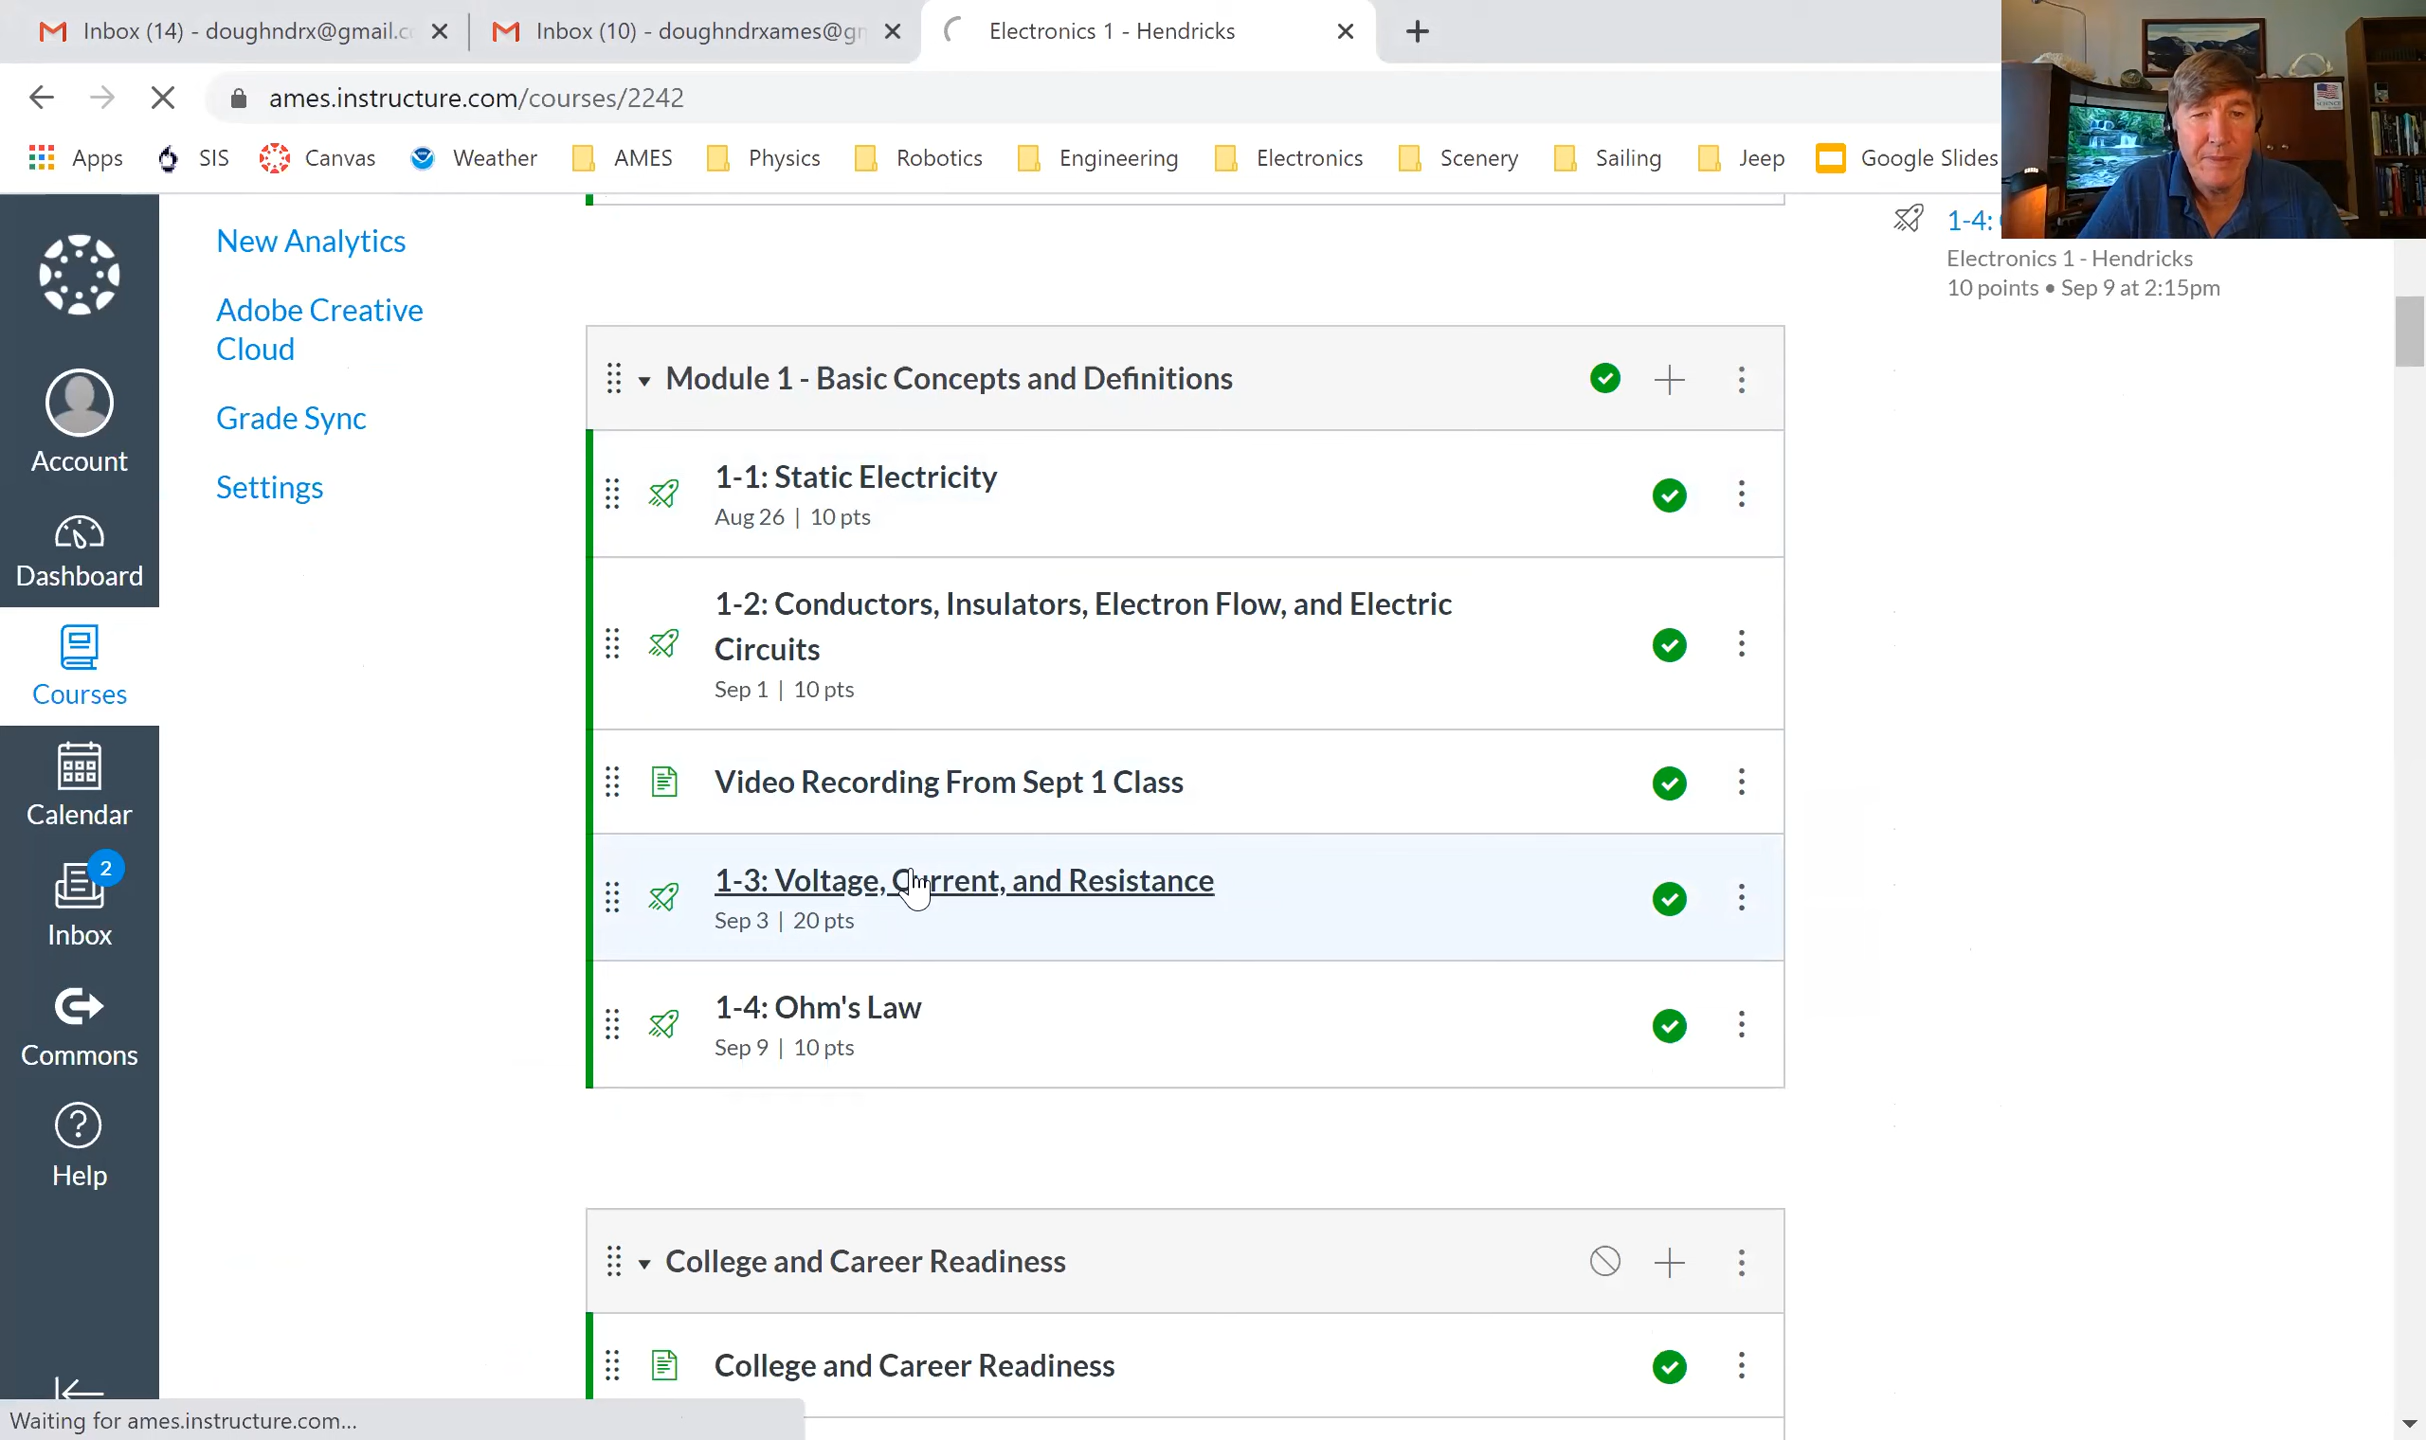 Inbox (14) - doughndrx@gmail.c
Inbox (10) - doughndrxames@gr
Electronics 1 - Hendricks
ames.instructure.com/courses/2242
Apps
SIS
Canvas
Weather
AMES
Physics
Robotics
Engineering
Electronics
Scenery
Sailing
Jeep
Google Slides
New Analytics
Adobe Creative
Cloud
Grade Sync
Settings
Account
Dashboard
Courses
Calendar
2
Inbox
Commons
?
Help
Module 1 - Basic Concepts and Definitions
1-1: Static Electricity
Aug 26 | 10 pts
1-2: Conductors, Insulators, Electron Flow, and Electric
Circuits
Sep 1 | 10 pts
Video Recording From Sept 1 Class
1-3: Voltage, Current, and Resistance
Sep 3 | 20 pts
1-4: Ohm's Law
Sep 9 | 10 pts
College and Career Readiness
College and Career Readiness
1-4:
Electronics 1 - Hendricks
10 points • Sep 9 at 2:15pm
Waiting for ames.instructure.com...